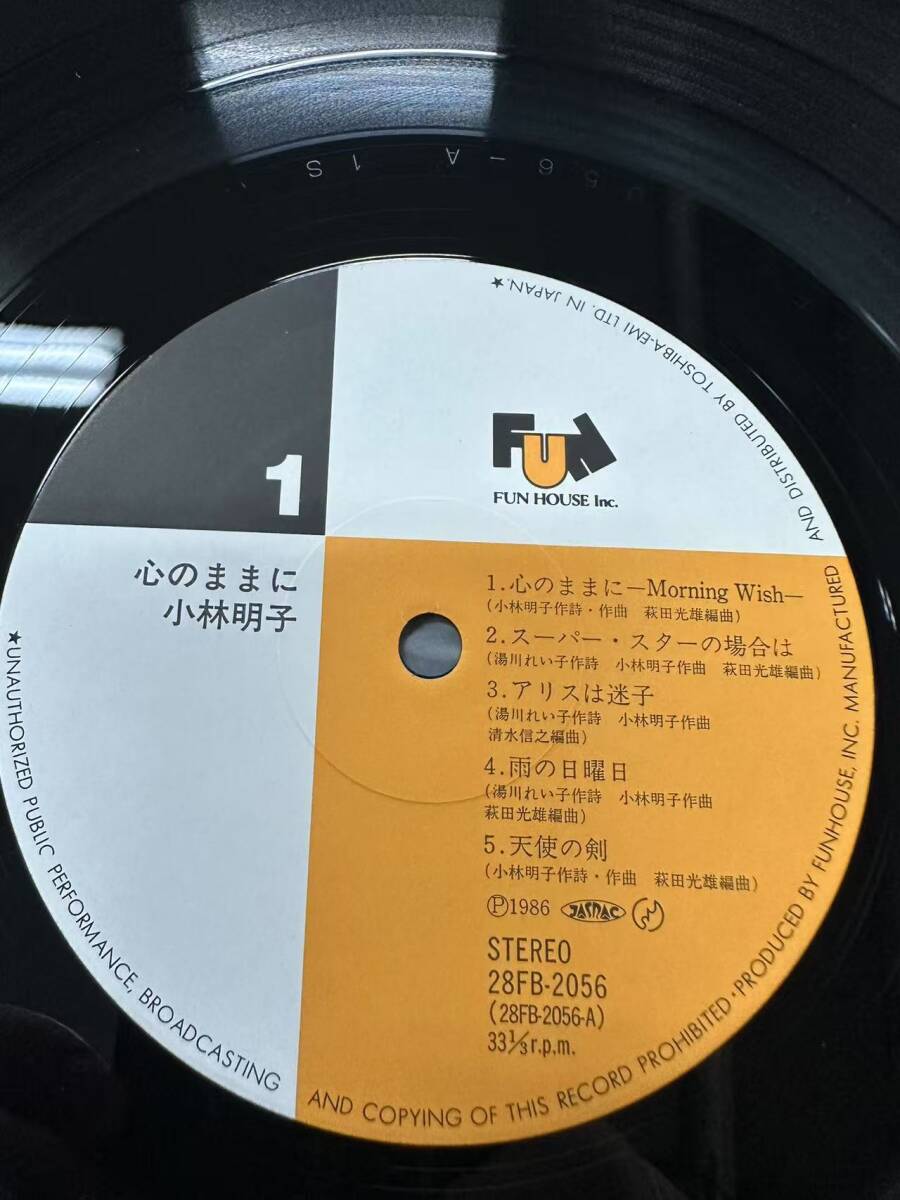 1
FUN
FUN HOUSE Inc.
心のままに
小林明子
1.心のままに—Morning Wish—
(小林明子作詩・作曲 萩田光雄編曲)
2.スーパー・スターの場合は
(湯川れい子作詩 小林明子作曲 萩田光雄編曲)
3.アリスは迷子
(湯川れい子作詩 小林明子作曲
清水信之編曲)
4.雨の日曜日
(湯川れい子作詩 小林明子作曲
萩田光雄編曲)
5.天使の剣
(小林明子作詩・作曲 萩田光雄編曲)
Ⓟ1986 JASRAC
STEREO
28FB-2056
(28FB-2056-A)
33⅓r.p.m.
★UNAUTHORIZED PUBLIC PERFORMANCE, BROADCASTING AND COPYING OF THIS RECORD PROHIBITED·PRODUCED BY FUNHOUSE, INC. MANUFACTURED AND DISTRIBUTED BY TOSHIBA-EMI LTD. IN JAPAN.★
56-A 1S